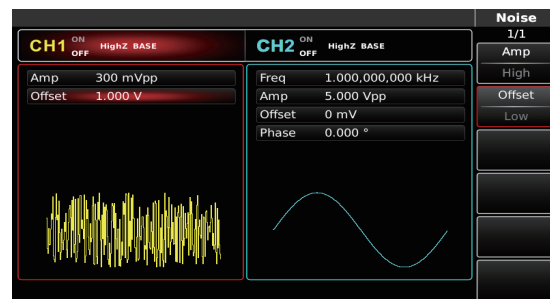 Noise
1/1
CH1 ON OFF HighZ BASE
CH2 ON OFF HighZ BASE
Amp
High
Offset
Low
Amp 300 mVpp
Offset 1.000 V
Freq 1.000,000,000 kHz
Amp 5.000 Vpp
Offset 0 mV
Phase 0.000 °